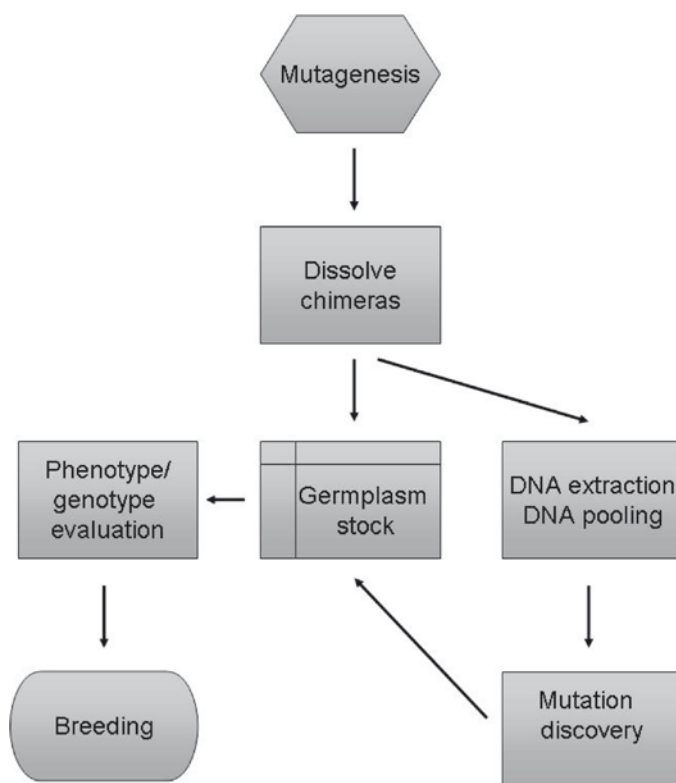 Mutagenesis
Dissolve
chimeras
Phenotype/
genotype
evaluation
Germplasm
stock
DNA extraction
DNA pooling
Breeding
Mutation
discovery